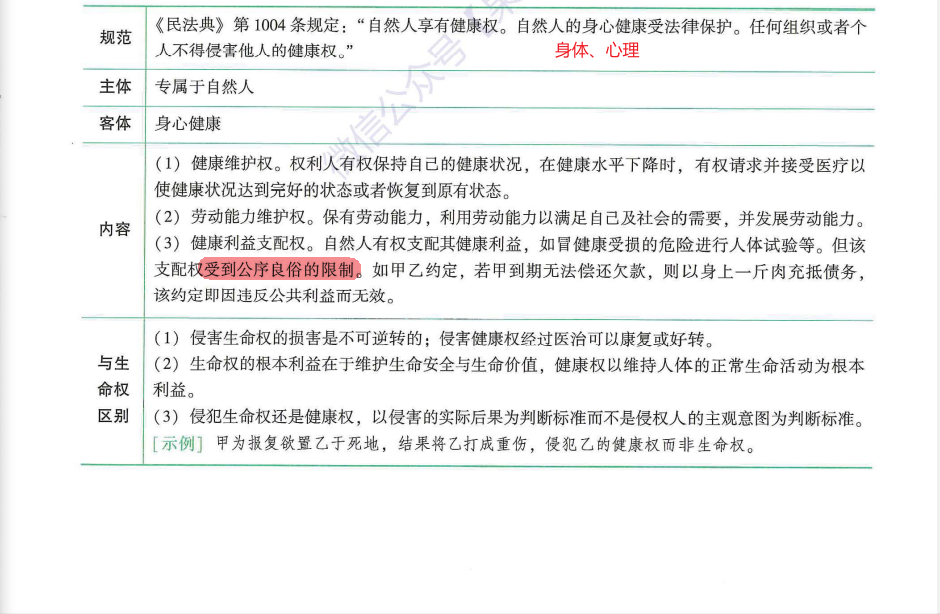 规范
《民法典》第1004条规定：“自然人享有健康权。自然人的身心健康受法律保护。任何组织或者个
人不得侵害他人的健康权。”
身体、心理
主体
专属于自然人
客体
身心健康
内容
（1）健康维护权。权利人有权保持自己的健康状况，在健康水平下降时，有权请求并接受医疗以
使健康状况达到完好的状态或者恢复到原有状态。
（2）劳动能力维护权。保有劳动能力，利用劳动能力以满足自己及社会的需要，并发展劳动能力。
（3）健康利益支配权。自然人有权支配其健康利益，如冒健康受损的危险进行人体试验等。但该
支配权受到公序良俗的限制。如甲乙约定，若甲到期无法偿还欠款，则以身上一斤肉充抵债务，
该约定即因违反公共利益而无效。
与生
命权
区别
（1）侵害生命权的损害是不可逆转的；侵害健康权经过医治可以康复或好转。
（2）生命权的根本利益在于维护生命安全与生命价值，健康权以维持人体的正常生命活动为根本
利益。
（3）侵犯生命权还是健康权，以侵害的实际后果为判断标准而不是侵权人的主观意图为判断标准。
［示例］甲为报复欲置乙于死地，结果将乙打成重伤，侵犯乙的健康权而非生命权。
微信公众号【